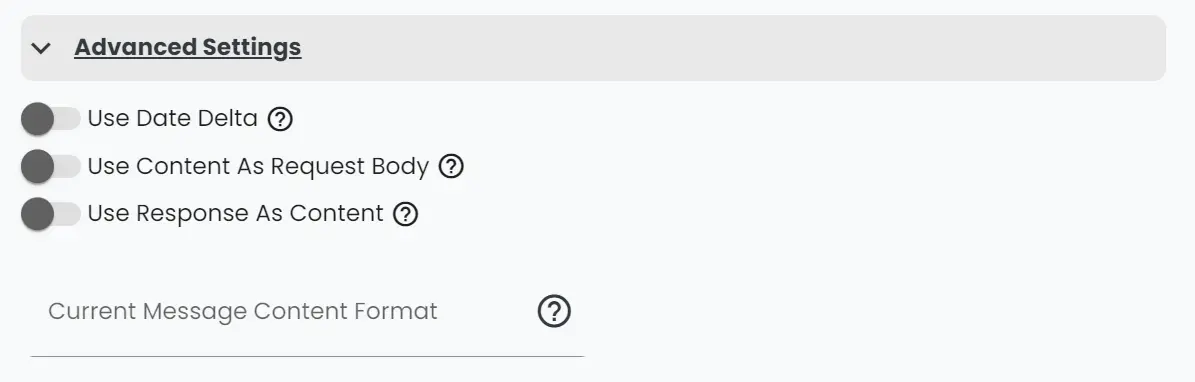 Advanced Settings
Use Date Delta ?
Use Content As Request Body ?
Use Response As Content ?
Current Message Content Format ?